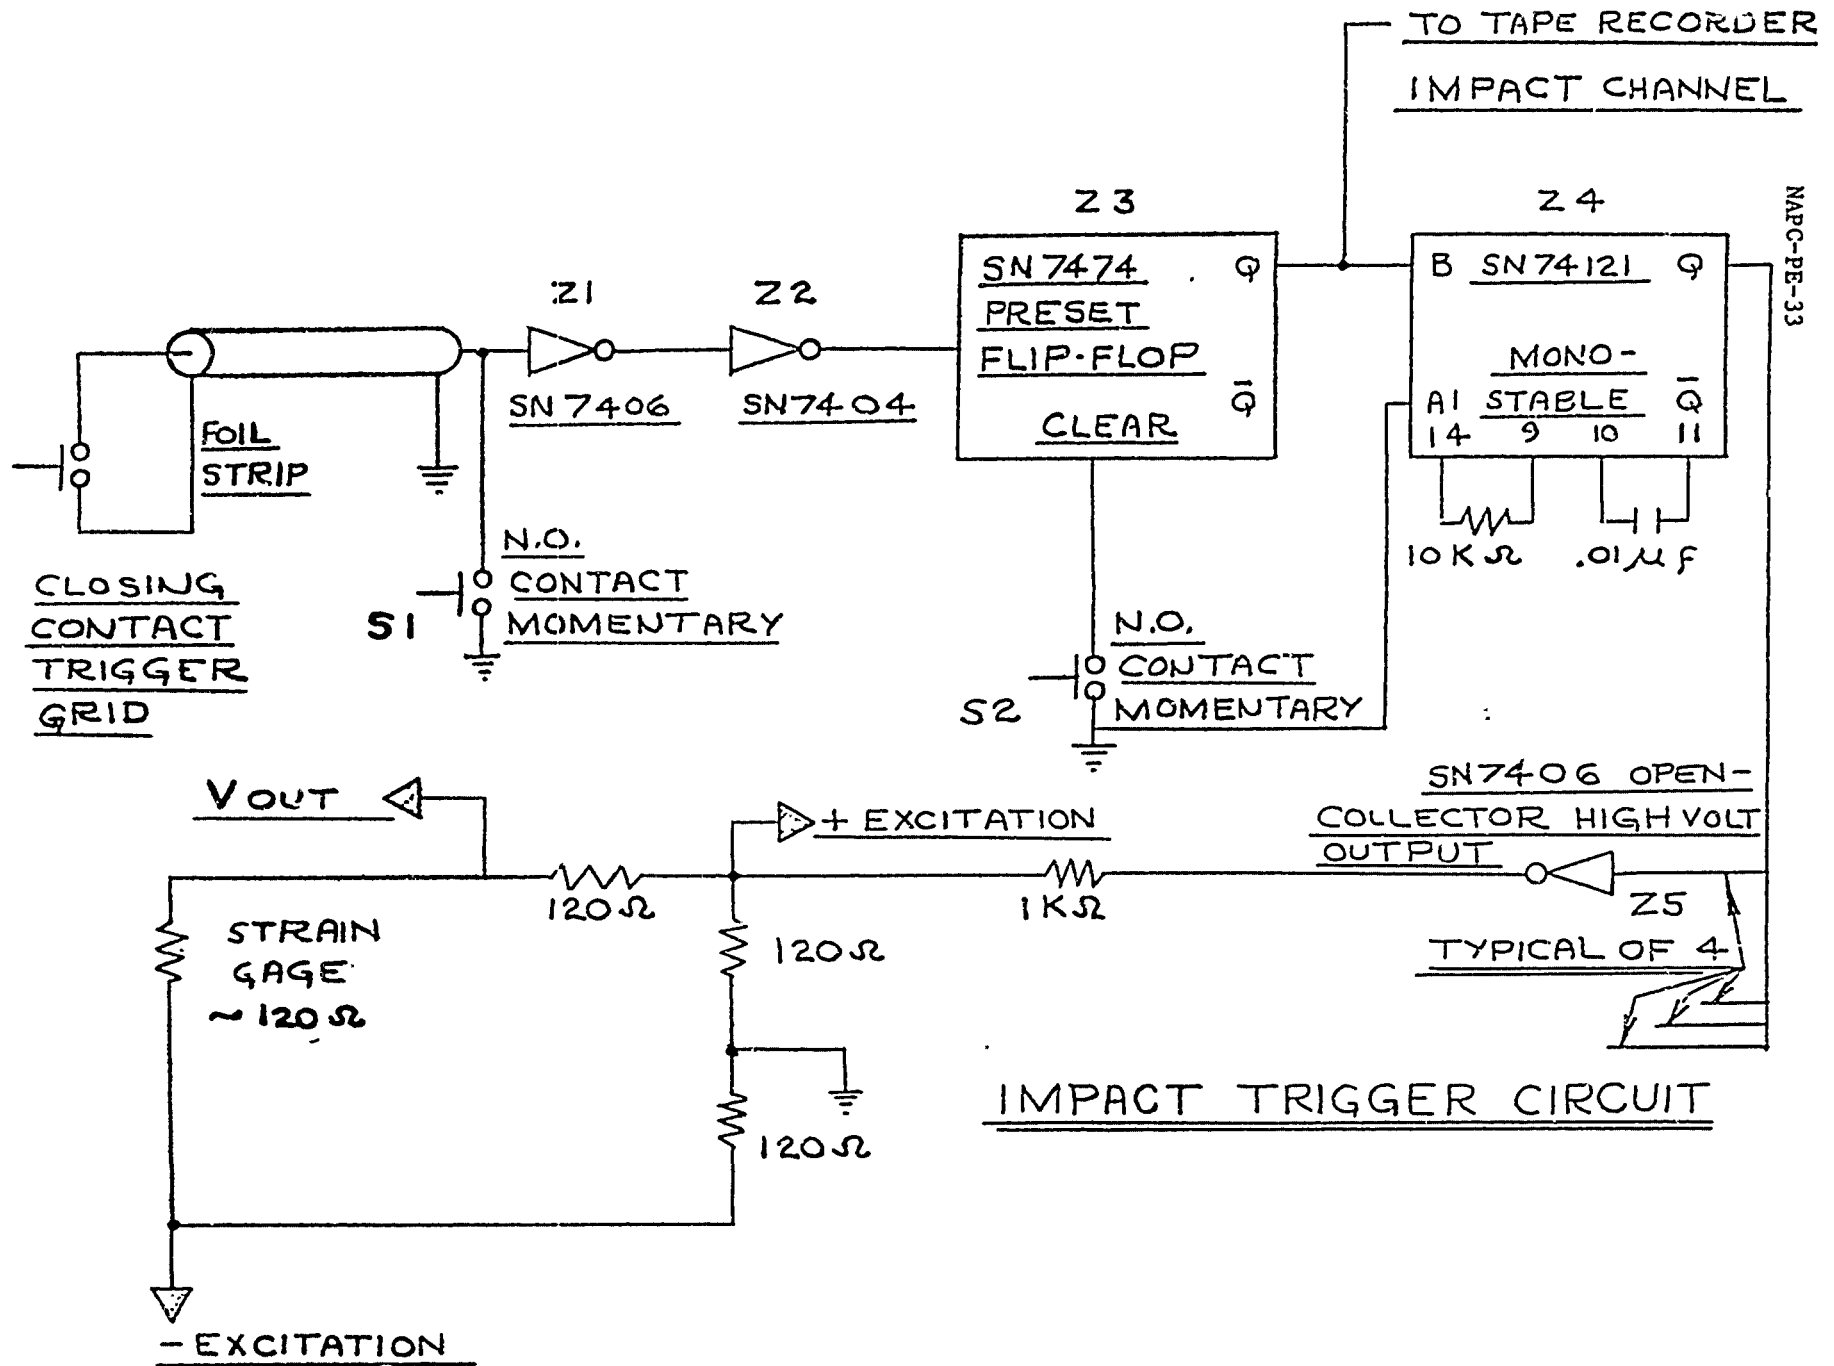 TO TAPE RECORDER
IMPACT CHANNEL
NAPC-PE-33
Z3
Z4
SN7474
PRESET
FLIP-FLOP
CLEAR
Q
Q̅
B SN74121 Q
MONO-
A1 STABLE Q̅
14 9 10 11
10KΩ
.01μf
Z1
Z2
SN7406
SN7404
FOIL
STRIP
CLOSING
CONTACT
TRIGGER
GRID
N.O.
CONTACT
S1 MOMENTARY
N.O.
CONTACT
S2 MOMENTARY
SN7406 OPEN-
COLLECTOR HIGH VOLT
OUTPUT
Z5
TYPICAL OF 4
V OUT
+ EXCITATION
120Ω
1KΩ
STRAIN
GAGE
~ 120Ω
120Ω
120Ω
IMPACT TRIGGER CIRCUIT
- EXCITATION